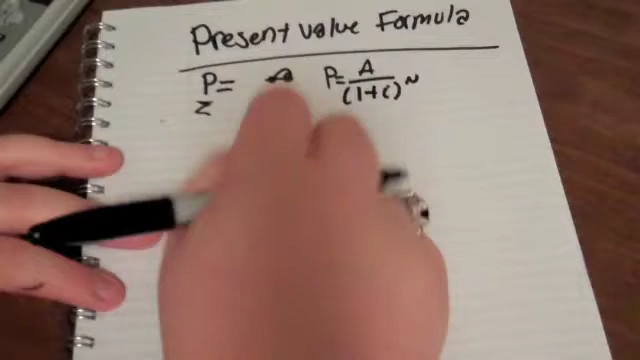 Present value Formula
P= P= A
(1+i) N